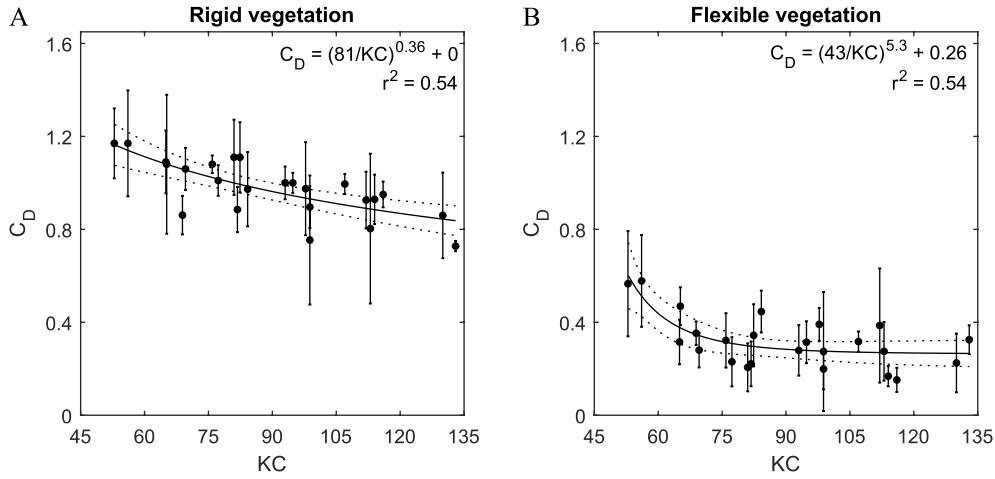 A
Rigid vegetation
C_D = (81/KC)^0.36 + 0
r² = 0.54
1.6
1.2
0.8
0.4
0
C_D
45 60 75 90 105 120 135
KC
B
Flexible vegetation
C_D = (43/KC)^5.3 + 0.26
r² = 0.54
1.6
1.2
0.8
0.4
0
C_D
45 60 75 90 105 120 135
KC